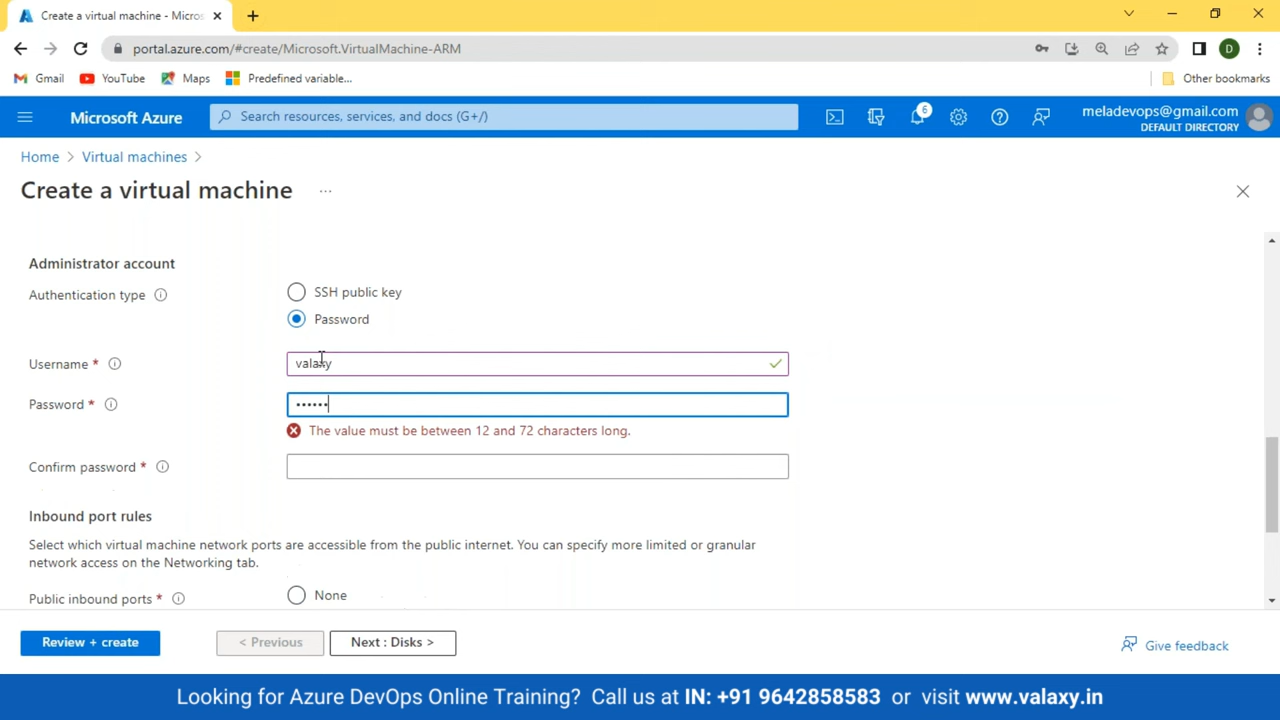 Create a virtual machine - Micros
portal.azure.com/#create/Microsoft.VirtualMachine-ARM
D
Gmail YouTube Maps Predefined variable... Other bookmarks
Microsoft Azure
Search resources, services, and docs (G+/)
6
meladevops@gmail.com
DEFAULT DIRECTORY
Home > Virtual machines >
Create a virtual machine ...
Administrator account
Authentication type
SSH public key
Password
Username *
valaxy
Password *
••••••
The value must be between 12 and 72 characters long.
Confirm password *
Inbound port rules
Select which virtual machine network ports are accessible from the public internet. You can specify more limited or granular
network access on the Networking tab.
Public inbound ports *
None
Review + create
< Previous
Next : Disks >
Give feedback
Looking for Azure DevOps Online Training? Call us at IN: +91 9642858583 or visit www.valaxy.in